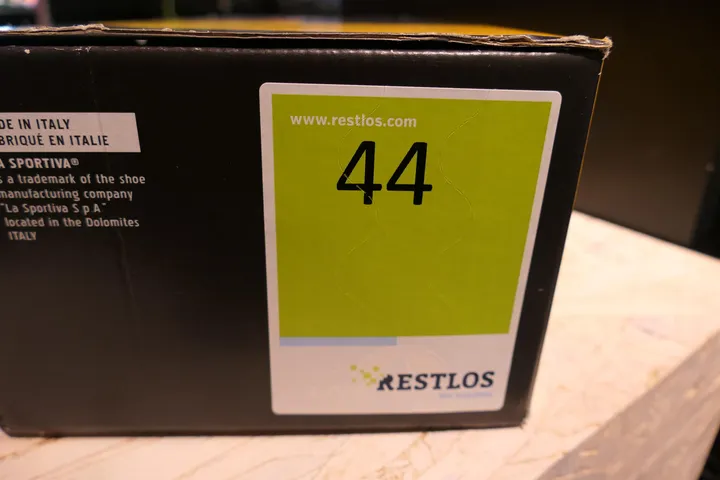 DE IN ITALY
BRIQUÉ EN ITALIE
A SPORTIVA®
s a trademark of the shoe
manufacturing company
"La Sportiva S p A"
located in the Dolomites
ITALY
www.restlos.com
44
RESTLOS